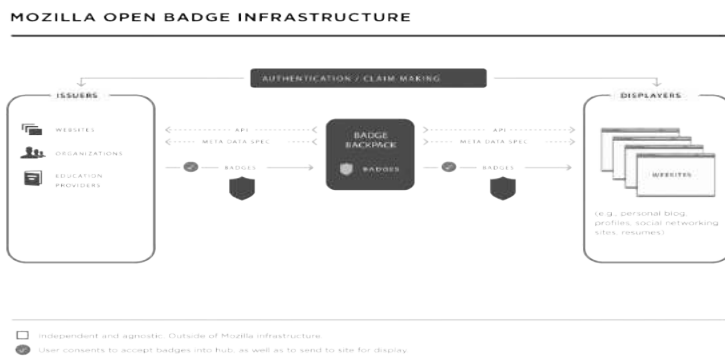 MOZILLA OPEN BADGE INFRASTRUCTURE
AUTHENTICATION / CLAIM MAKING
ISSUERS
WEBSITES
ORGANIZATIONS
EDUCATION
PROVIDERS
API
META DATA SPEC
BADGES
BADGE
BACKPACK
BADGES
API
META DATA SPEC
BADGES
DISPLAYERS
WEBSITES
(e.g., personal blog,
profiles, social networking
sites, resumes)
Independent and agnostic. Outside of Mozilla infrastructure.
User consents to accept badges into hub, as well as to send to site for display.